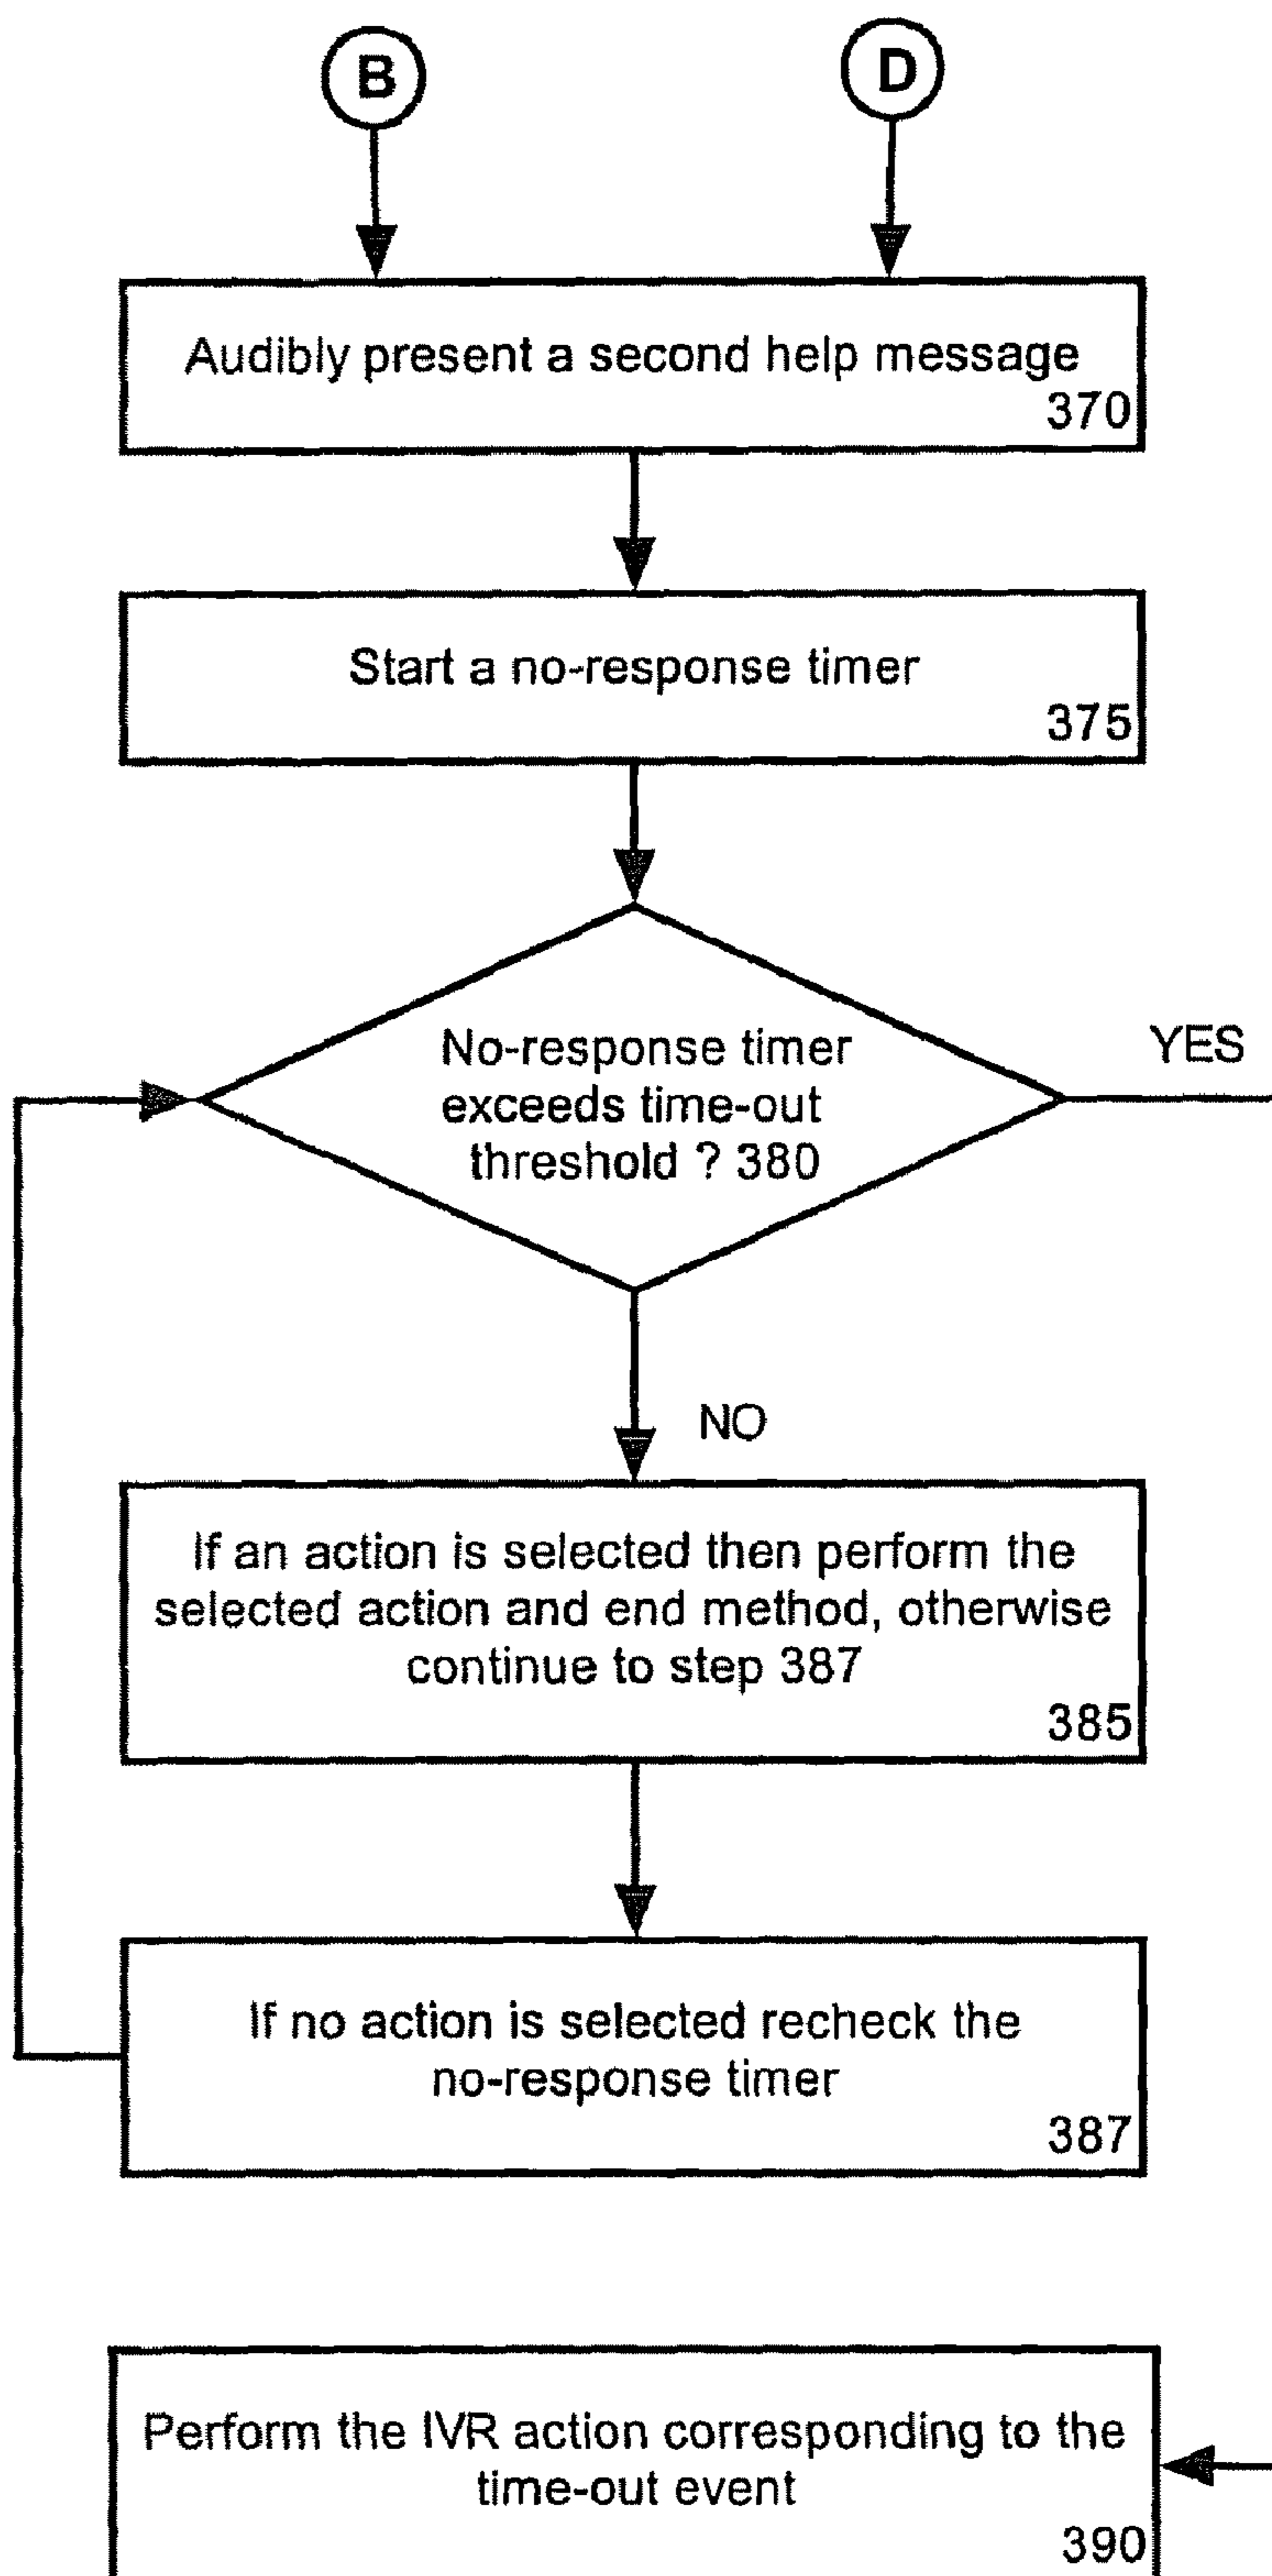 B
D
Audibly present a second help message
370
Start a no-response timer
375
No-response timer
exceeds time-out
threshold ? 380
YES
NO
If an action is selected then perform the
selected action and end method, otherwise
continue to step 387
385
If no action is selected recheck the
no-response timer
387
Perform the IVR action corresponding to the
time-out event
390